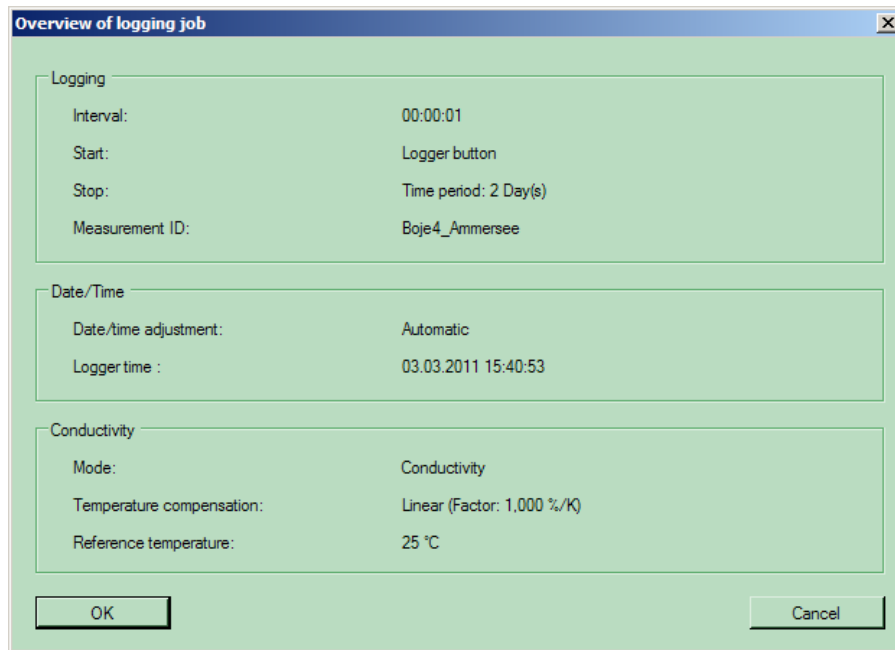 Overview of logging job
Logging
Interval: 00:00:01
Start: Logger button
Stop: Time period: 2 Day(s)
Measurement ID: Boje4_Ammersee
Date/Time
Date/time adjustment: Automatic
Logger time : 03.03.2011 15:40:53
Conductivity
Mode: Conductivity
Temperature compensation: Linear (Factor: 1,000 %/K)
Reference temperature: 25 °C
OK Cancel